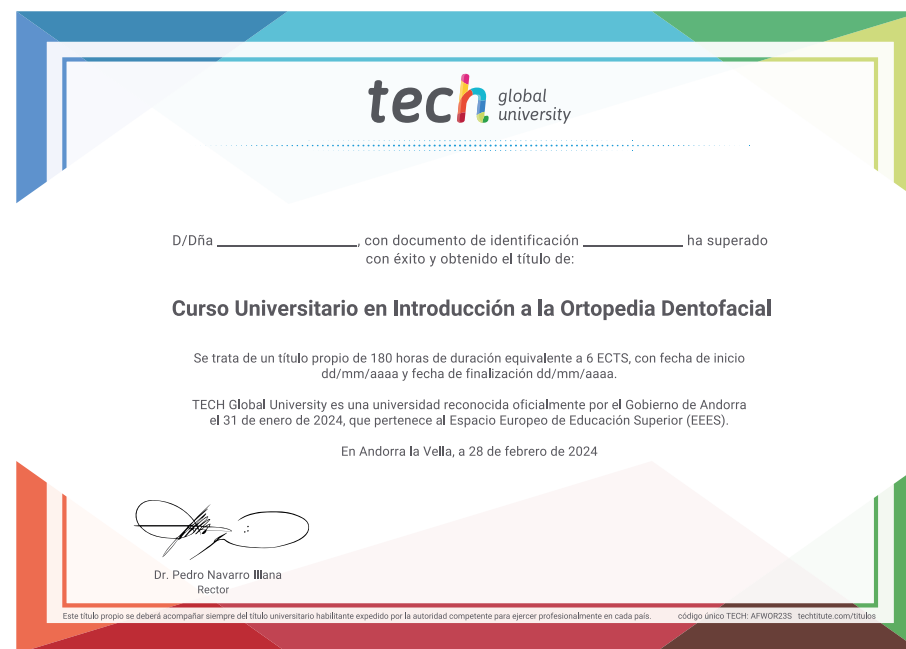 tech global university
D/Dña ____________________, con documento de identificación ______________ ha superado
con éxito y obtenido el título de:
Curso Universitario en Introducción a la Ortopedia Dentofacial
Se trata de un título propio de 180 horas de duración equivalente a 6 ECTS, con fecha de inicio
dd/mm/aaaa y fecha de finalización dd/mm/aaaa.
TECH Global University es una universidad reconocida oficialmente por el Gobierno de Andorra
el 31 de enero de 2024, que pertenece al Espacio Europeo de Educación Superior (EEES).
En Andorra la Vella, a 28 de febrero de 2024
Dr. Pedro Navarro Illana
Rector
Este título propio se deberá acompañar siempre del título universitario habilitante expedido por la autoridad competente para ejercer profesionalmente en cada país. código único TECH: AFWOR23S techtitute.com/titulos